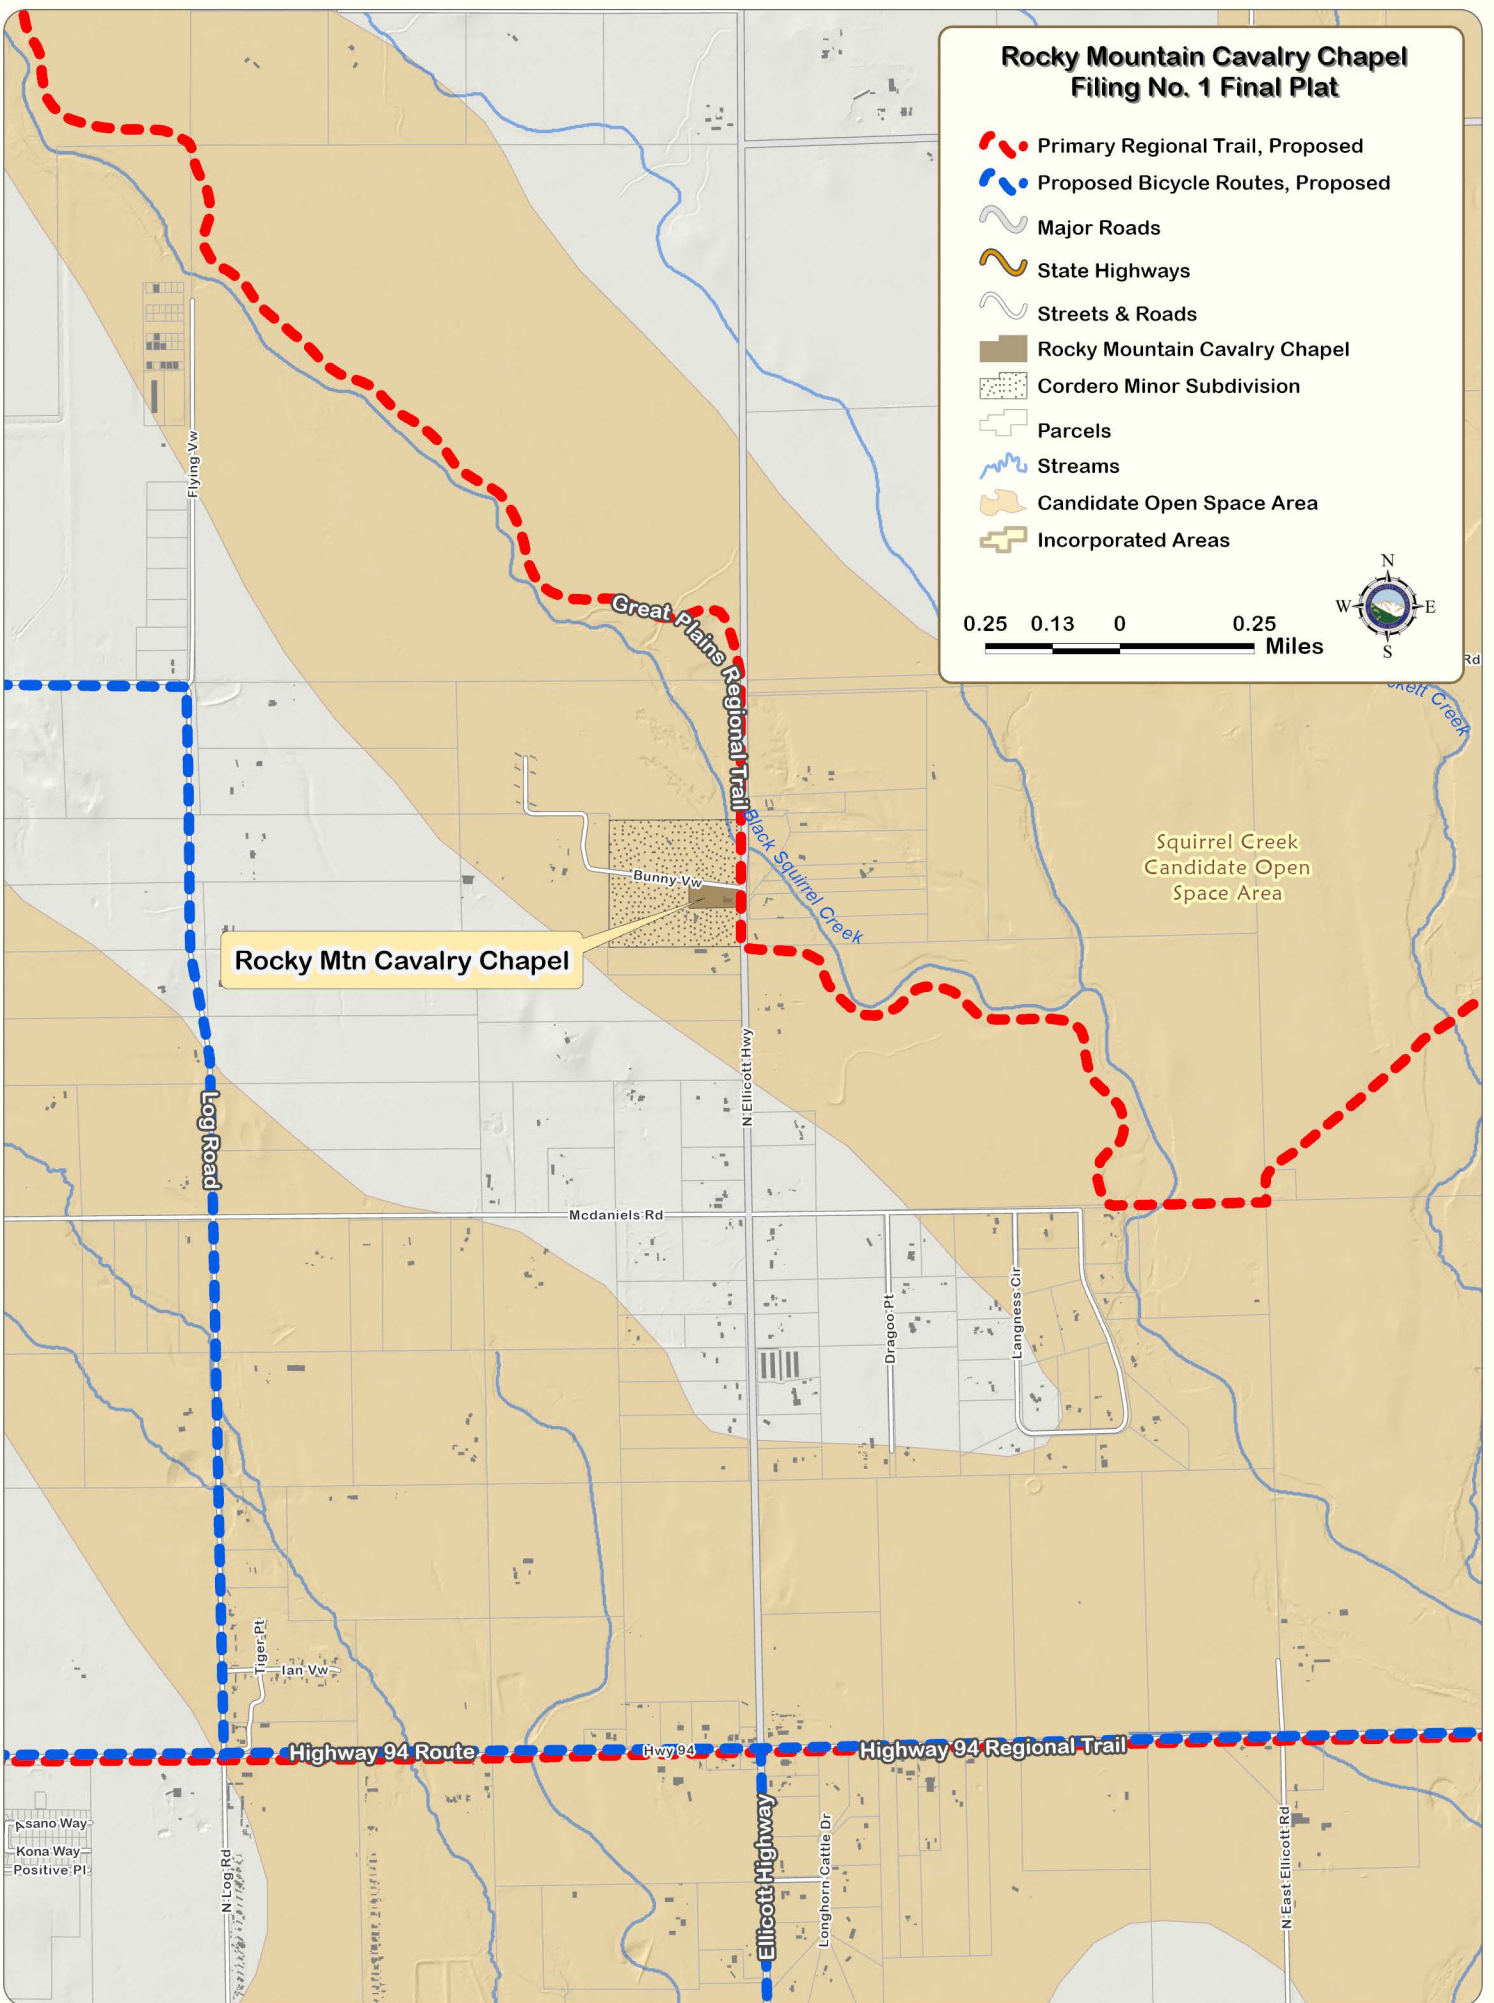 Rocky Mountain Cavalry Chapel
Filing No. 1 Final Plat
Primary Regional Trail, Proposed
Proposed Bicycle Routes, Proposed
Major Roads
State Highways
Streets & Roads
Rocky Mountain Cavalry Chapel
Cordero Minor Subdivision
Parcels
Streams
Candidate Open Space Area
Incorporated Areas
N
W
E
S
0.25 0.13 0 0.25
Miles
Rd
Flying Vw
Great Plains Regional Trail
Creek
Black Squirrel Creek
Squirrel Creek
Candidate Open
Space Area
Bunny Vw
Rocky Mtn Cavalry Chapel
N Ellicott Hwy
Log Road
Mcdaniels Rd
Dragoo Pt
Langness Cir
Tiger Pt
Ian Vw
Highway 94 Route
Hwy 94
Highway 94 Regional Trail
Asano Way
Kona Way
Positive Pl
N Log Rd
Ellicott Highway
Longhorn Cattle Dr
N East Ellicott Rd